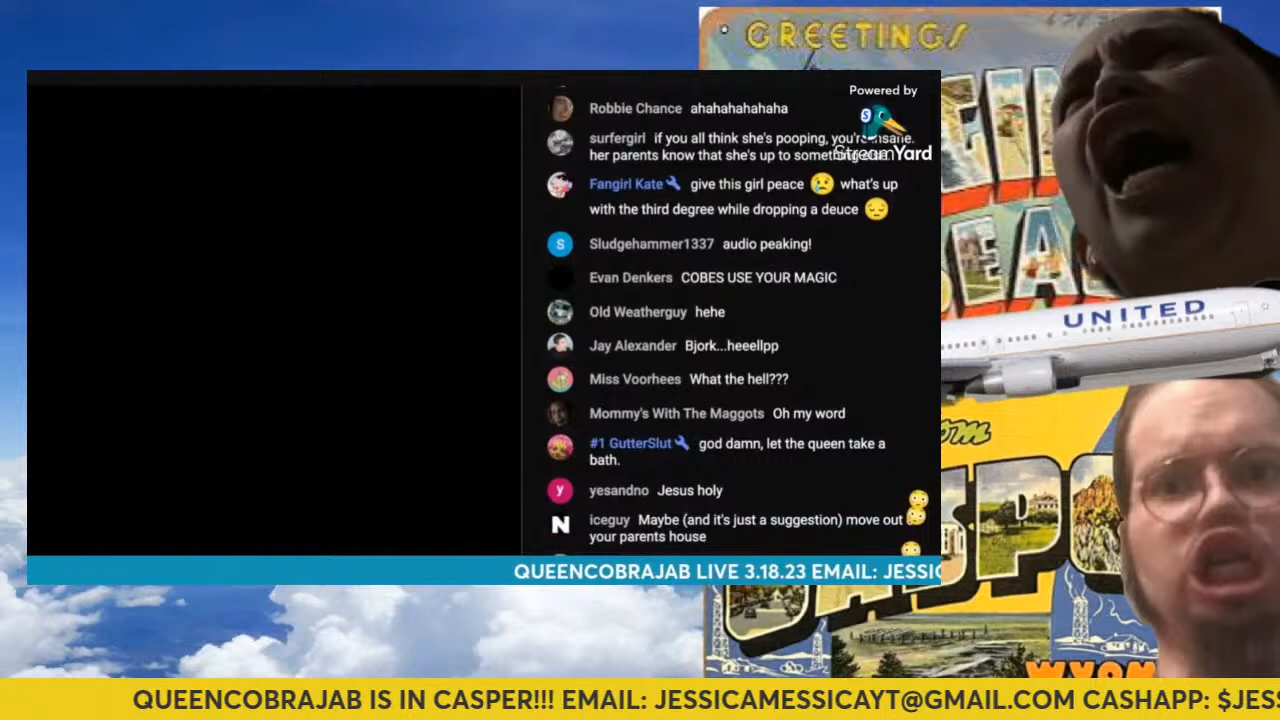 GREETINGS
Powered by
StreamYard
Robbie Chance ahahahahahaha
surfergirl if you all think she's pooping, you're insane.
her parents know that she's up to something else.
Fangirl Kate give this girl peace 😢 what's up
with the third degree while dropping a deuce 😔
S Sludgehammer1337 audio peaking!
Evan Denkers COBES USE YOUR MAGIC
Old Weatherguy hehe
Jay Alexander Bjork...heeellpp
Miss Voorhees What the hell???
Mommy's With The Maggots Oh my word
#1 GutterSlut god damn, let the queen take a
bath.
y yesandno Jesus holy
N iceguy Maybe (and it's just a suggestion) move out
your parents house
UNITED
QUEENCOBRAJAB LIVE 3.18.23 EMAIL: JESSIC
QUEENCOBRAJAB IS IN CASPER!!! EMAIL: JESSICAMESSICAYT@GMAIL.COM CASHAPP: $JES